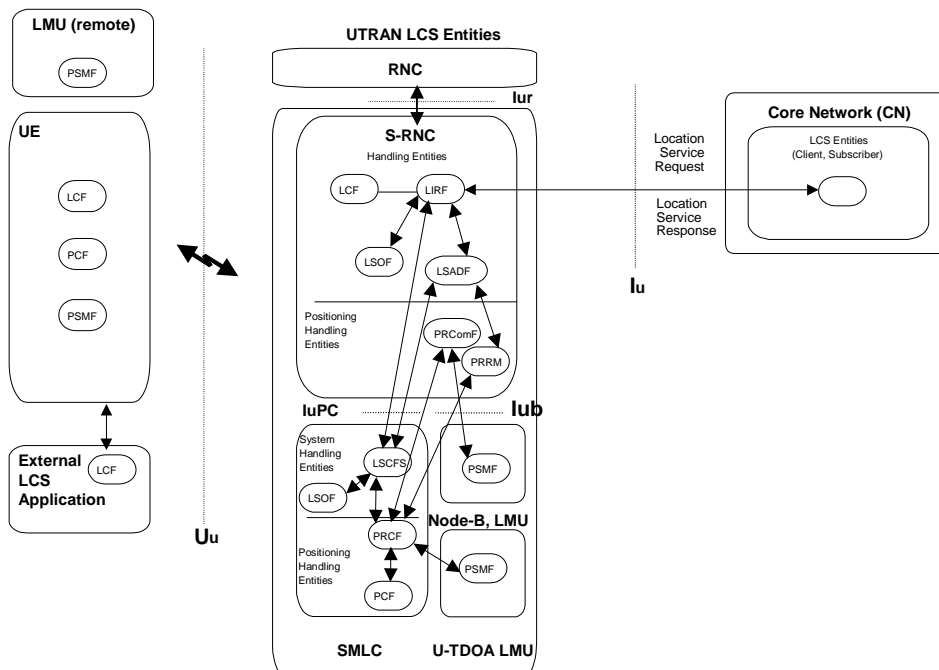 LMU (remote)
PSMF
UE
LCF
PCF
PSMF
External
LCS
Application
LCF
Uu
UTRAN LCS Entities
RNC
Iur
S-RNC
Handling Entities
LCF
LIRF
LSOF
LSADF
Positioning
Handling
Entities
PRComF
PRRM
IuPC
Iub
System
Handling
Entities
LSCFS
LSOF
PRCF
Positioning
Handling
Entities
PCF
PSMF
Node-B, LMU
PSMF
SMLC
U-TDOA LMU
Location
Service
Request
Location
Service
Response
Iu
Core Network (CN)
LCS Entities
(Client, Subscriber)